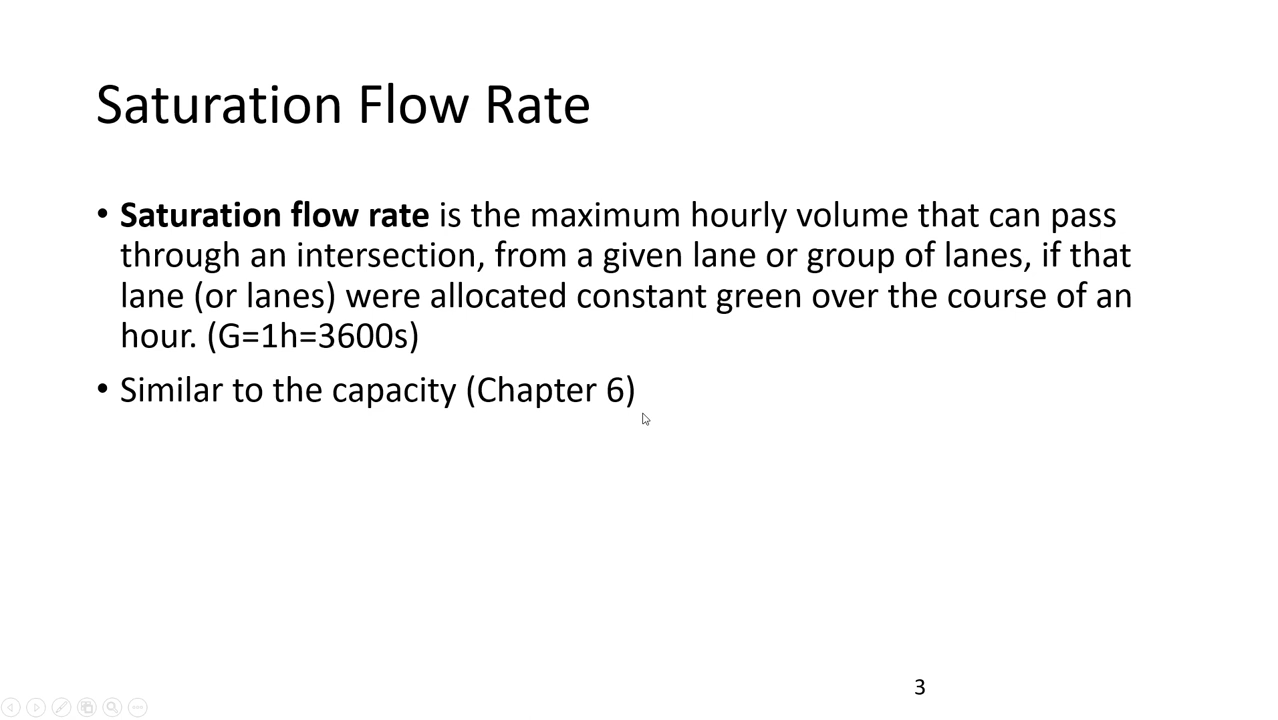 Saturation Flow Rate
• Saturation flow rate is the maximum hourly volume that can pass
through an intersection, from a given lane or group of lanes, if that
lane (or lanes) were allocated constant green over the course of an
hour. (G=1h=3600s)
• Similar to the capacity (Chapter 6)
3